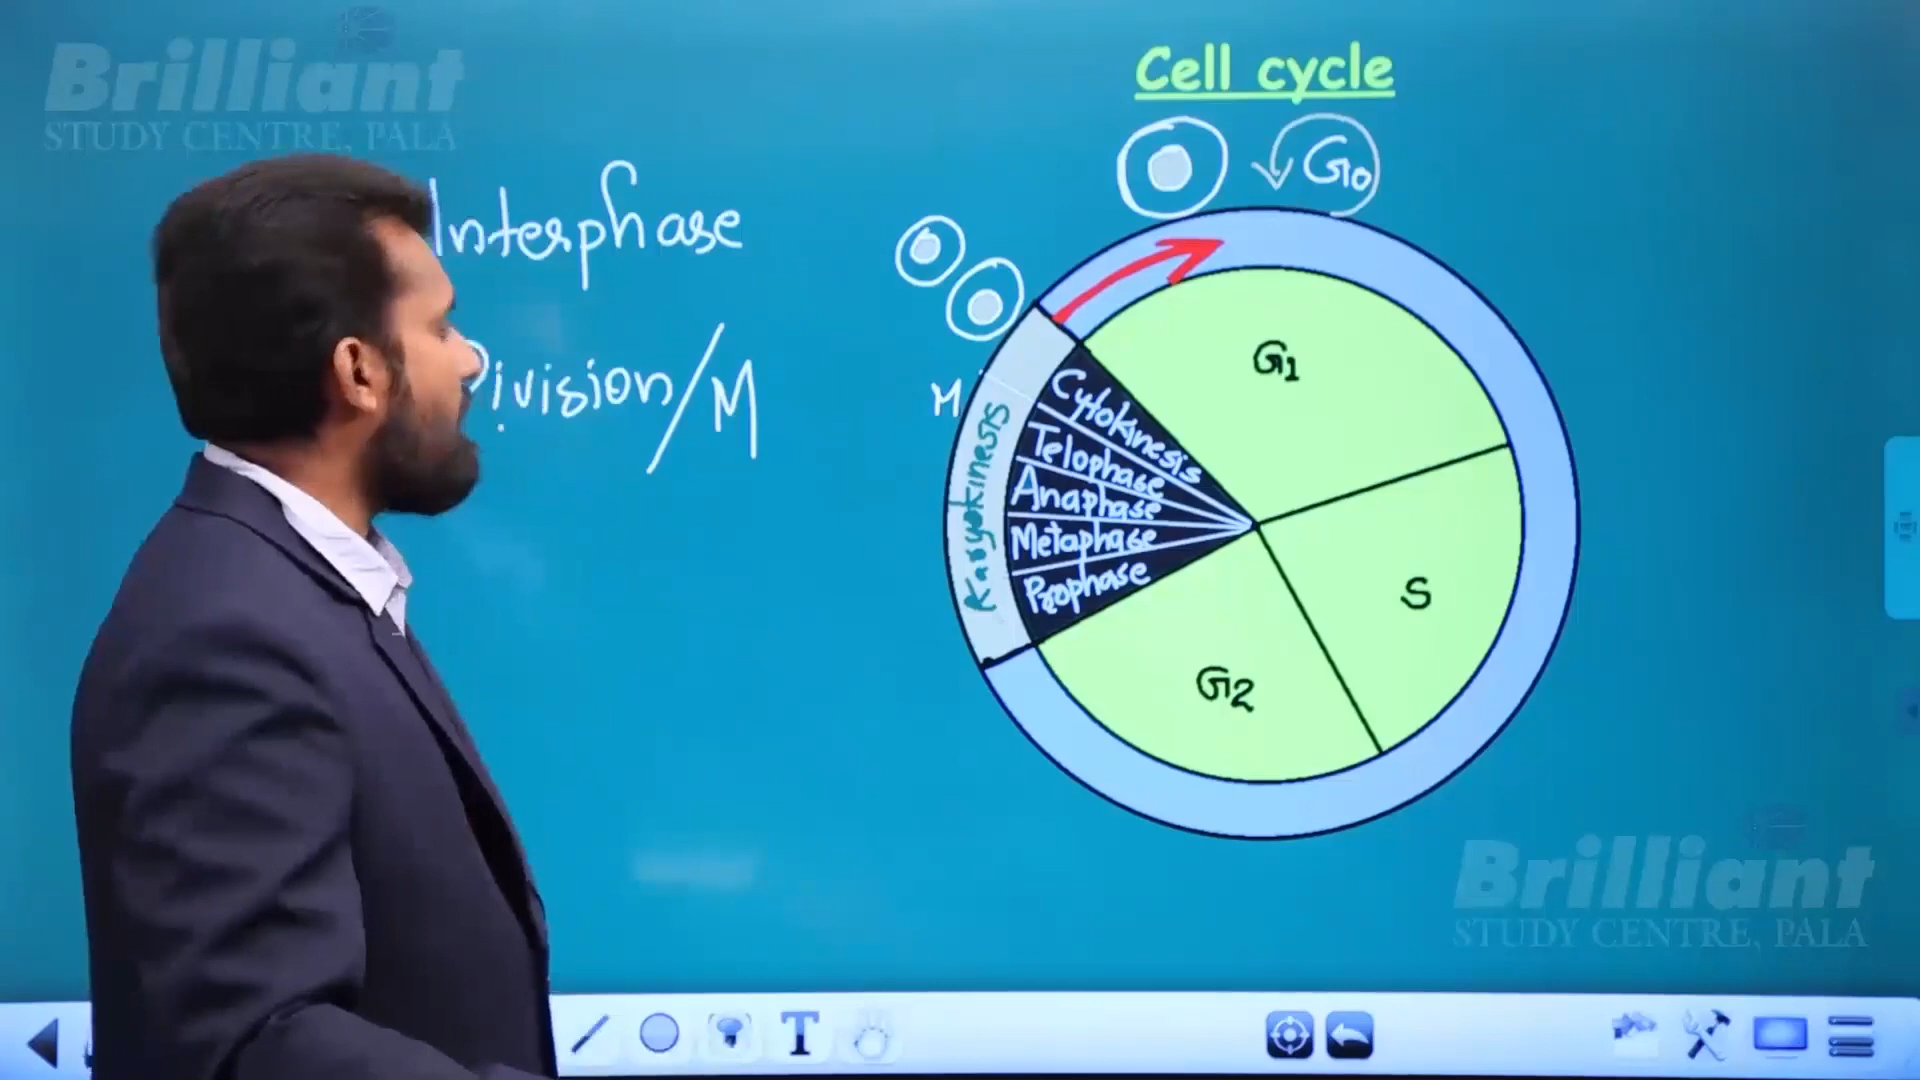 Brilliant
STUDY CENTRE, PALA
Cell cycle
G0
Interphase
Division/M
M
G1
S
G2
Karyokinesis
Cytokinesis
Telophase
Anaphase
Metaphase
Prophase
Brilliant
STUDY CENTRE, PALA
T